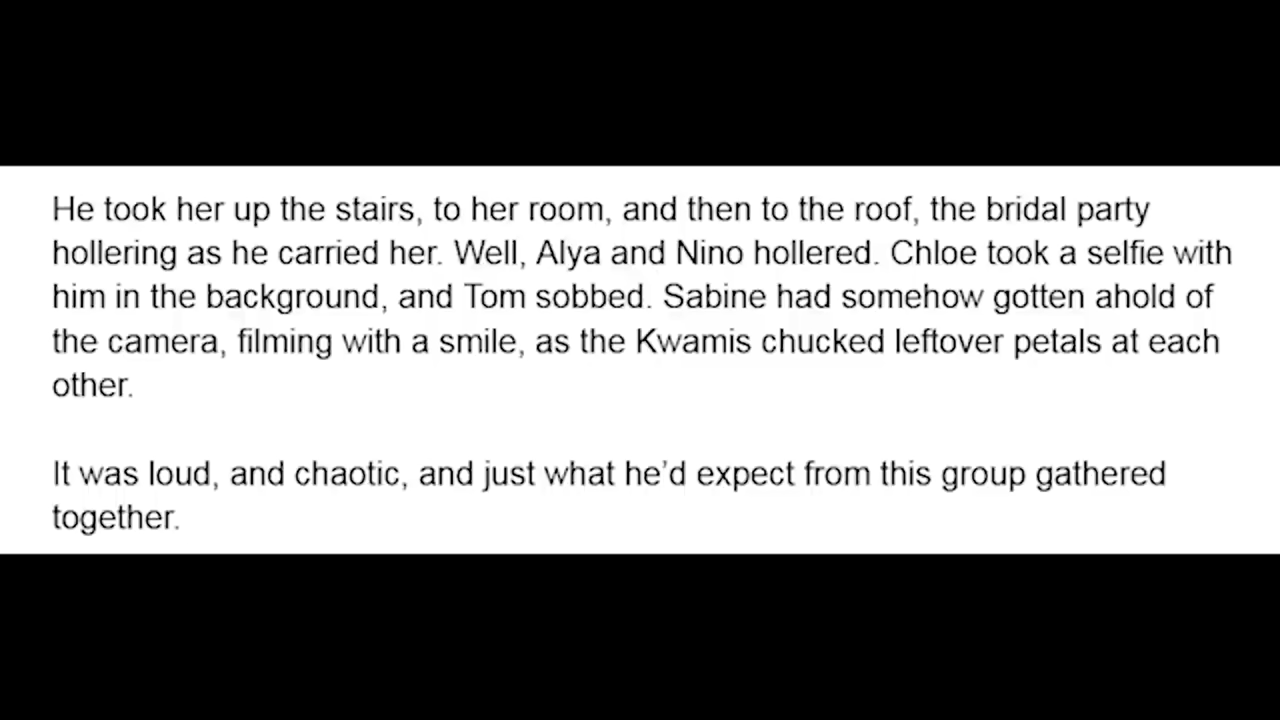 He took her up the stairs, to her room, and then to the roof, the bridal party
hollering as he carried her. Well, Alya and Nino hollered. Chloe took a selfie with
him in the background, and Tom sobbed. Sabine had somehow gotten ahold of
the camera, filming with a smile, as the Kwamis chucked leftover petals at each
other.
It was loud, and chaotic, and just what he’d expect from this group gathered
together.